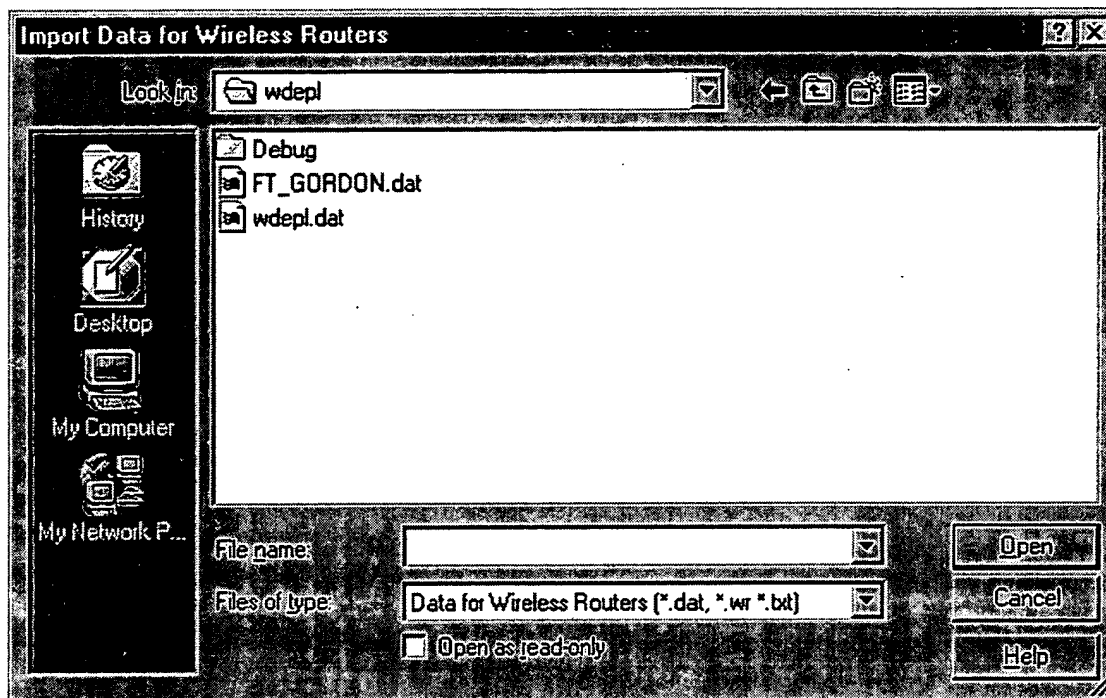 Import Data for Wireless Routers
Look in:
wdepl
History
Desktop
My Computer
My Network P...
Debug
FT_GORDON.dat
wdepl.dat
File name:
Open
Files of type:
Data for Wireless Routers (*.dat, *.wr *.txt)
Cancel
Open as read-only
Help